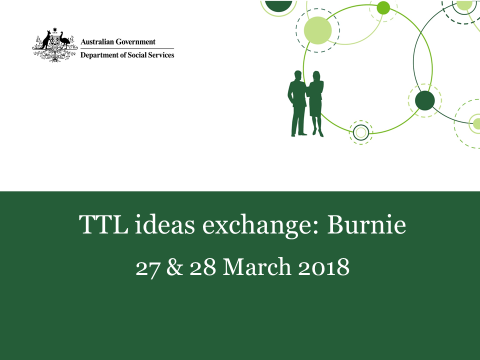 Australian Government
Department of Social Services
TTL ideas exchange: Burnie
27 & 28 March 2018